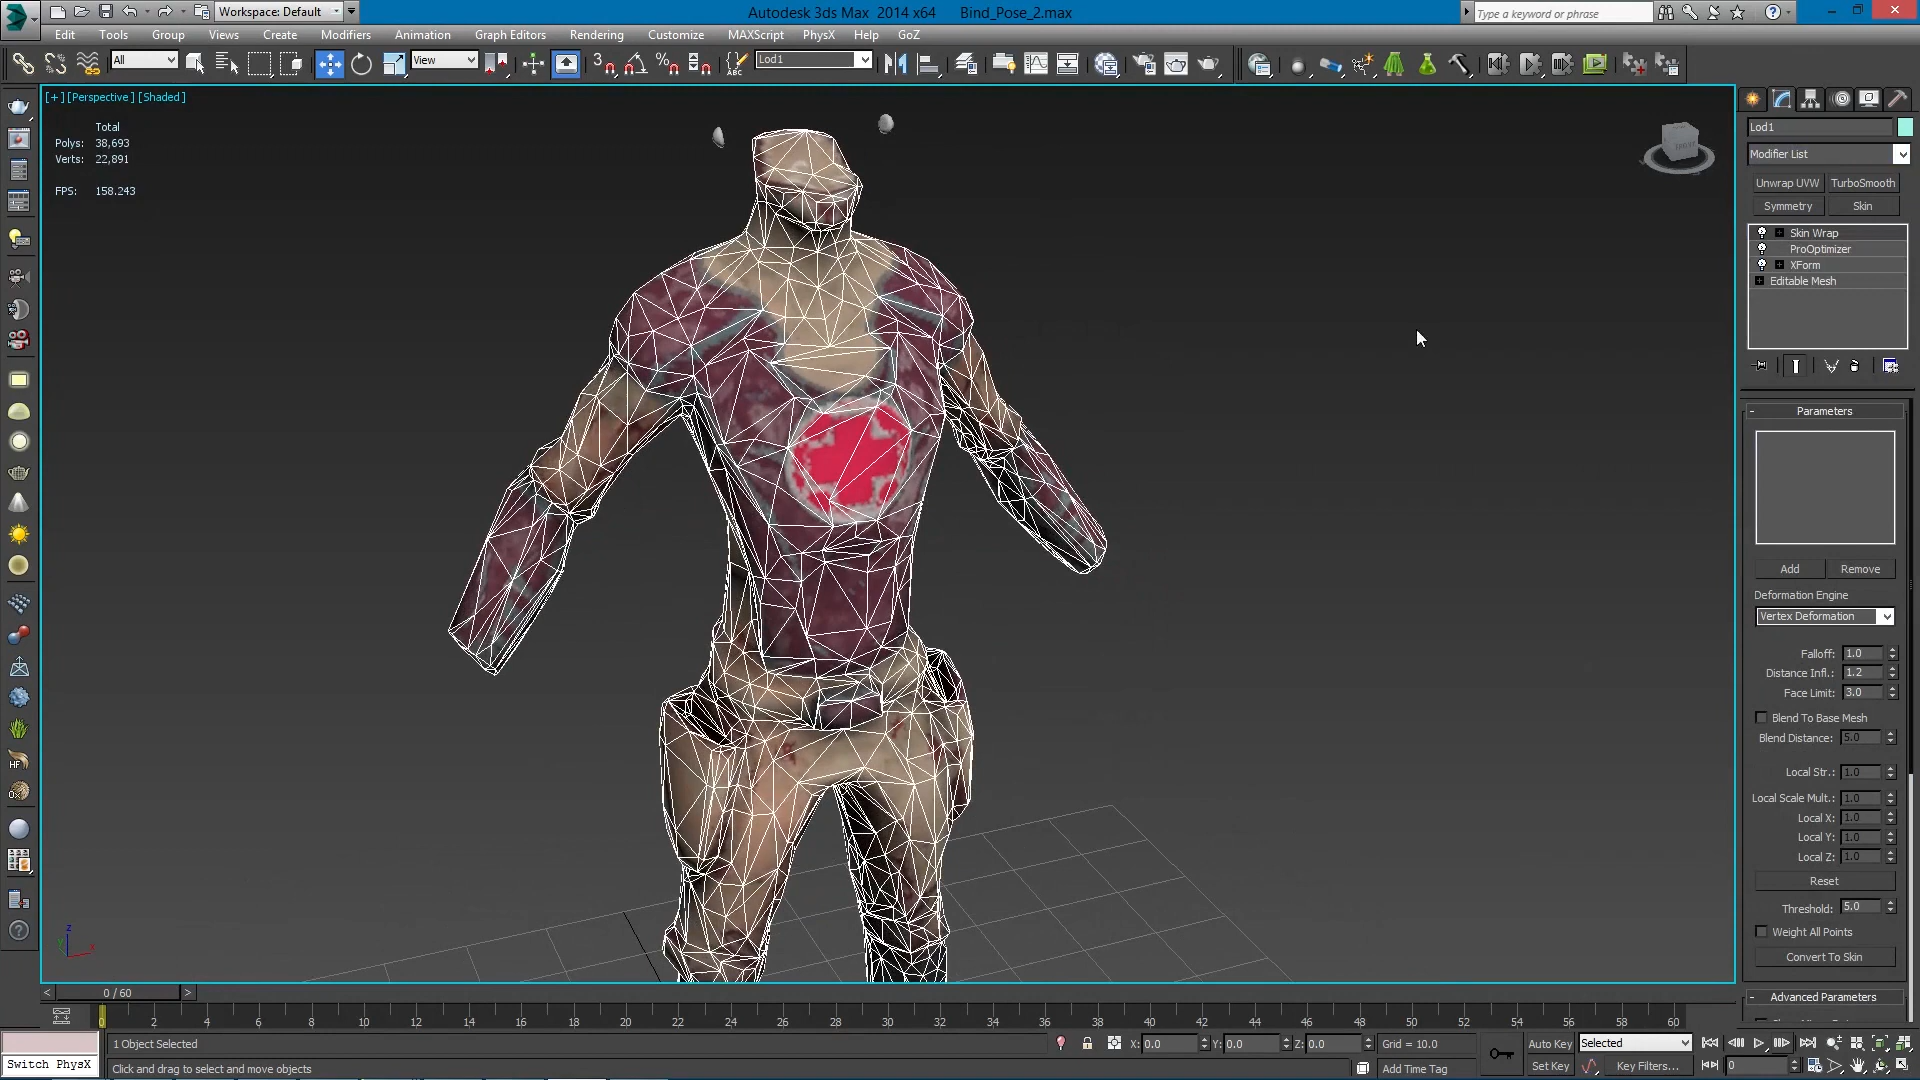 Workspace: Default
Autodesk 3ds Max 2014 x64 Bind_Pose_2.max
Type a keyword or phrase
Edit Tools Group Views Create Modifiers Animation Graph Editors Rendering Customize MAXScript PhysX Help GoZ
All View Lod1
[+] [Perspective] [Shaded]
Total
Polys: 38,693
Verts: 22,891
FPS: 158.243
Lod1
Modifier List
Unwrap UVW TurboSmooth
Symmetry Skin
Skin Wrap
ProOptimizer
XForm
Editable Mesh
Parameters
Add Remove
Deformation Engine
Vertex Deformation
Falloff: 1.0
Distance Infl.: 1.2
Face Limit: 3.0
Blend To Base Mesh
Blend Distance: 5.0
Local Str.: 1.0
Local Scale Mult.: 1.0
Local X: 1.0
Local Y: 1.0
Local Z: 1.0
Reset
Threshold: 5.0
Weight All Points
Convert To Skin
Advanced Parameters
z
x
0 / 60
0 2 4 6 8 10 12 14 16 18 20 22 24 26 28 30 32 34 36 38 40 42 44 46 48 50 52 54 56 58 60
1 Object Selected X: 0.0 Y: 0.0 Z: 0.0 Grid = 10.0 Auto Key Selected
Switch PhysX Click and drag to select and move objects Add Time Tag Set Key Key Filters... 0